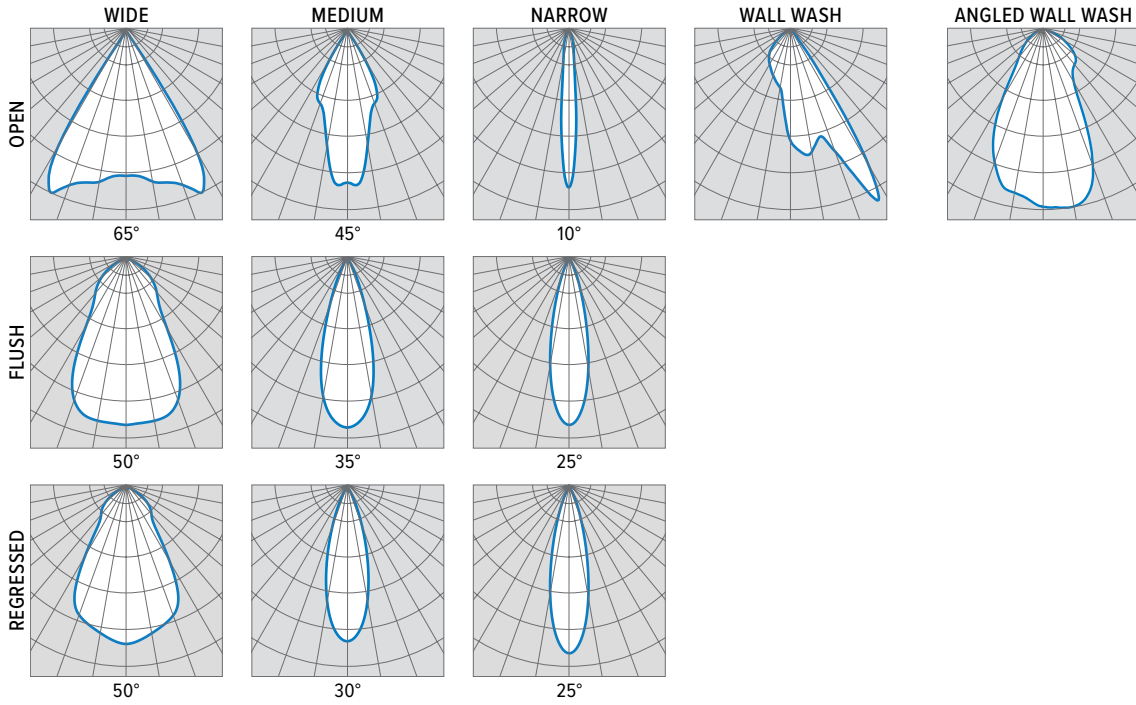 WIDE MEDIUM NARROW WALL WASH ANGLED WALL WASH
OPEN
65° 45° 10°
FLUSH
50° 35° 25°
REGRESSED
50° 30° 25°